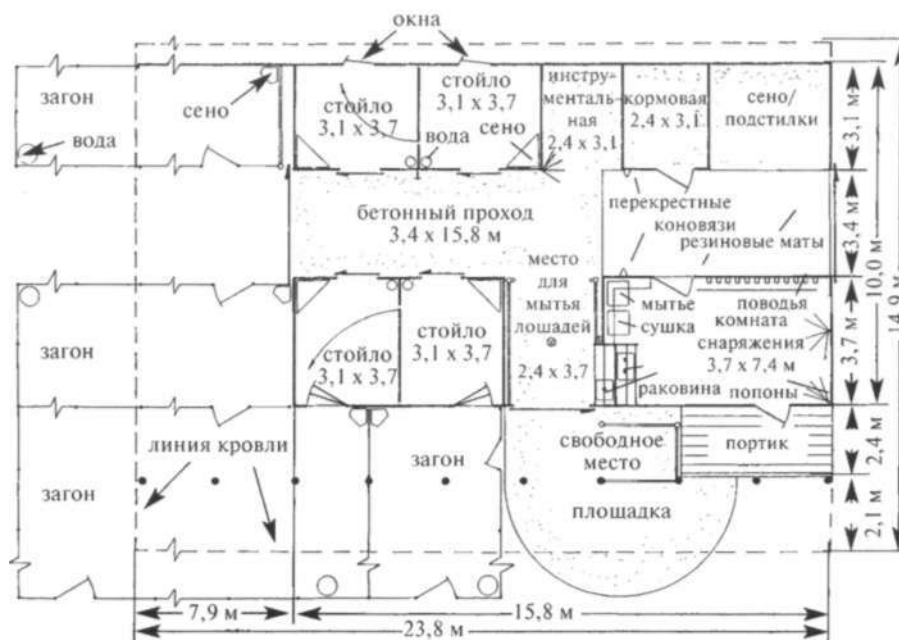 окна
загон
сено
вода
стойло
3,1 х 3,7
стойло
3,1 х 3,7
вода
сено
инстру-
менталь-
ная
2,4 х 3,1
кормовая
2,4 х 3,1
сено/
подстилки
3,1 м
бетонный проход
3,4 х 15,8 м
перекрестные
коновязи
резиновые маты
3,4 м
10,0 м
14,9 м
место
для
мытья
лошадей
2,4 х 3,7
мытье
сушка
раковина
поводья
комната
снаряжения
3,7 х 7,4 м
попоны
3,7 м
загон
стойло
3,1 х 3,7
стойло
3,1 х 3,7
линия кровли
загон
загон
свободное
место
портик
2,4 м
площадка
2,1 м
7,9 м
15,8 м
23,8 м